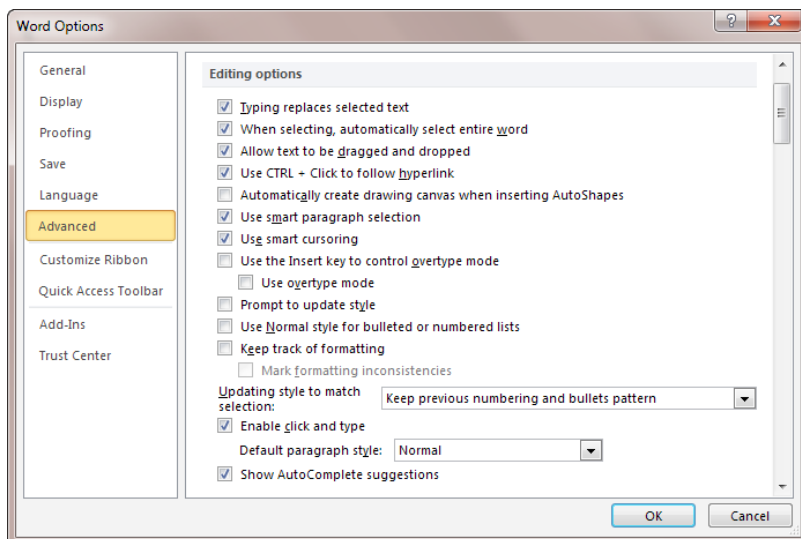 Word Options
General
Display
Proofing
Save
Language
Advanced
Customize Ribbon
Quick Access Toolbar
Add-Ins
Trust Center
Editing options
Typing replaces selected text
When selecting, automatically select entire word
Allow text to be dragged and dropped
Use CTRL + Click to follow hyperlink
Automatically create drawing canvas when inserting AutoShapes
Use smart paragraph selection
Use smart cursoring
Use the Insert key to control overtype mode
Use overtype mode
Prompt to update style
Use Normal style for bulleted or numbered lists
Keep track of formatting
Mark formatting inconsistencies
Updating style to match
selection:
Keep previous numbering and bullets pattern
Enable click and type
Default paragraph style: Normal
Show AutoComplete suggestions
OK Cancel